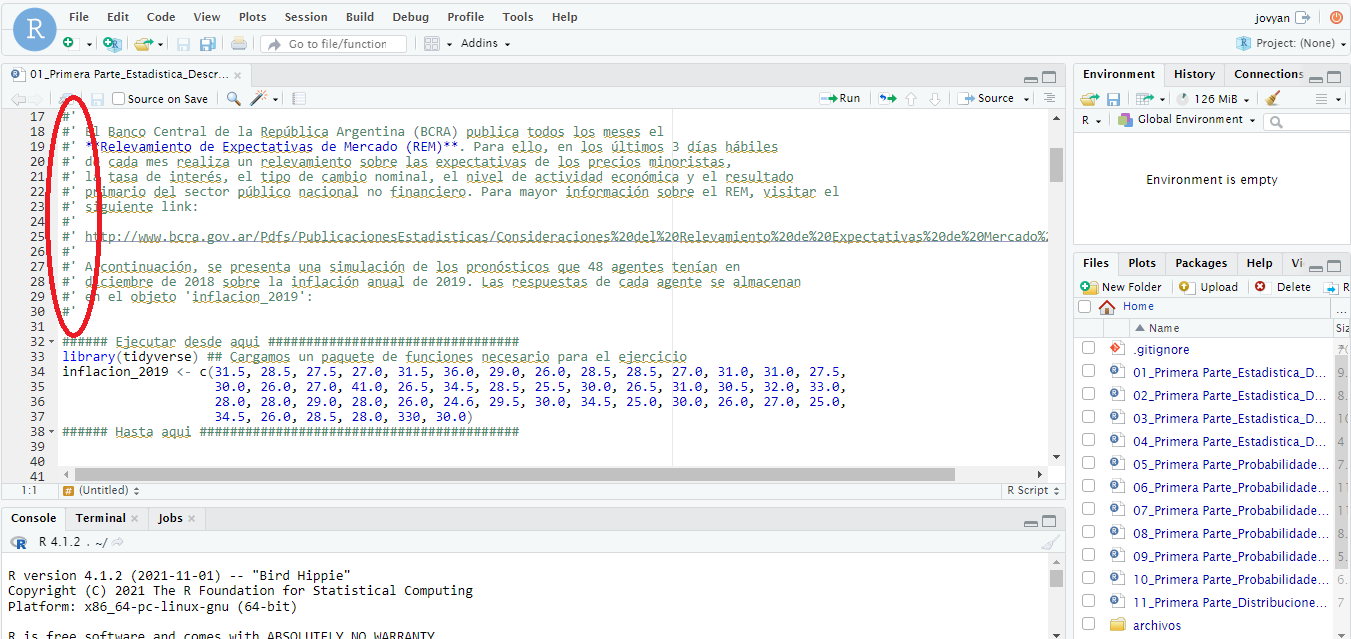 File Edit Code View Plots Session Build Debug Profile Tools Help
jovyan
R
Go to file/function
Addins
Project: (None)
01_Primera Parte_Estadistica_Descr...
Source on Save
Run
Source
17 #'
18 #' El Banco Central de la República Argentina (BCRA) publica todos los meses el
19 #' **Relevamiento de Expectativas de Mercado (REM)**. Para ello, en los últimos 3 días hábiles
20 #' de cada mes realiza un relevamiento sobre las expectativas de los precios minoristas,
21 #' la tasa de interés, el tipo de cambio nominal, el nivel de actividad económica y el resultado
22 #' primario del sector público nacional no financiero. Para mayor información sobre el REM, visitar el
23 #' siguiente link:
24 #'
25 #' http://www.bcra.gov.ar/Pdfs/PublicacionesEstadisticas/Consideraciones%20del%20Relevamiento%20de%20Expectativas%20de%20Mercado%2
26 #'
27 #' A continuación, se presenta una simulación de los pronósticos que 48 agentes tenían en
28 #' diciembre de 2018 sobre la inflación anual de 2019. Las respuestas de cada agente se almacenan
29 #' en el objeto 'inflacion_2019':
30 #'
31
32 ###### Ejecutar desde aqui #################################
33 library(tidyverse) ## Cargamos un paquete de funciones necesario para el ejercicio
34 inflacion_2019 <- c(31.5, 28.5, 27.5, 27.0, 31.5, 36.0, 29.0, 26.0, 28.5, 28.5, 27.0, 31.0, 31.0, 27.5,
35 30.0, 26.0, 27.0, 41.0, 26.5, 34.5, 28.5, 25.5, 30.0, 26.5, 31.0, 30.5, 32.0, 33.0,
36 28.0, 28.0, 29.0, 28.0, 26.0, 24.6, 29.5, 30.0, 34.5, 25.0, 30.0, 26.0, 27.0, 25.0,
37 34.5, 26.0, 28.5, 28.0, 330, 30.0)
38 ###### Hasta aqui ##########################################
39
40
41
1:1 (Untitled) R Script
Console Terminal Jobs
R 4.1.2 . ~/
R version 4.1.2 (2021-11-01) -- "Bird Hippie"
Copyright (C) 2021 The R Foundation for Statistical Computing
Platform: x86_64-pc-linux-gnu (64-bit)
R is free software and comes with ABSOLUTELY NO WARRANTY
Environment History Connections
126 MiB
R Global Environment
Environment is empty
Files Plots Packages Help Vi
New Folder Upload Delete R
Home ...
Name Siz
.gitignore
01_Primera Parte_Estadistica_D... 9.
02_Primera Parte_Estadistica_D... 8.
03_Primera Parte_Estadistica_D... 10
04_Primera Parte_Estadistica_D... 4
05_Primera Parte_Probabilidade... 7.
06_Primera Parte_Probabilidade... 11
07_Primera Parte_Probabilidade... 11
08_Primera Parte_Probabilidade... 8.
09_Primera Parte_Probabilidade... 5.
10_Primera Parte_Probabilidade... 6.
11_Primera Parte_Distribucione... 7
archivos